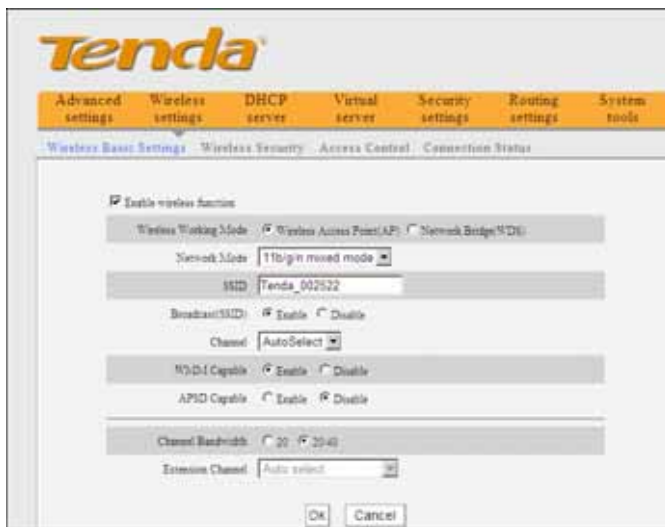 Tenda
Advanced settings Wireless settings DHCP server Virtual server Security settings Routing settings System tools
Wireless Basic Settings Wireless Security Access Control Connection Status
Enable wireless function
Wireless Working Mode Wireless Access Point(AP) Network Bridge(WDS)
Network Mode 11b/g/n mixed mode
SSID Tenda_002522
Broadcast(SSID) Enable Disable
Channel AutoSelect
Capable Enable Disable
APSD Capable Enable Disable
Channel Bandwidth 20 20/40
Extension Channel Auto select
OK Cancel